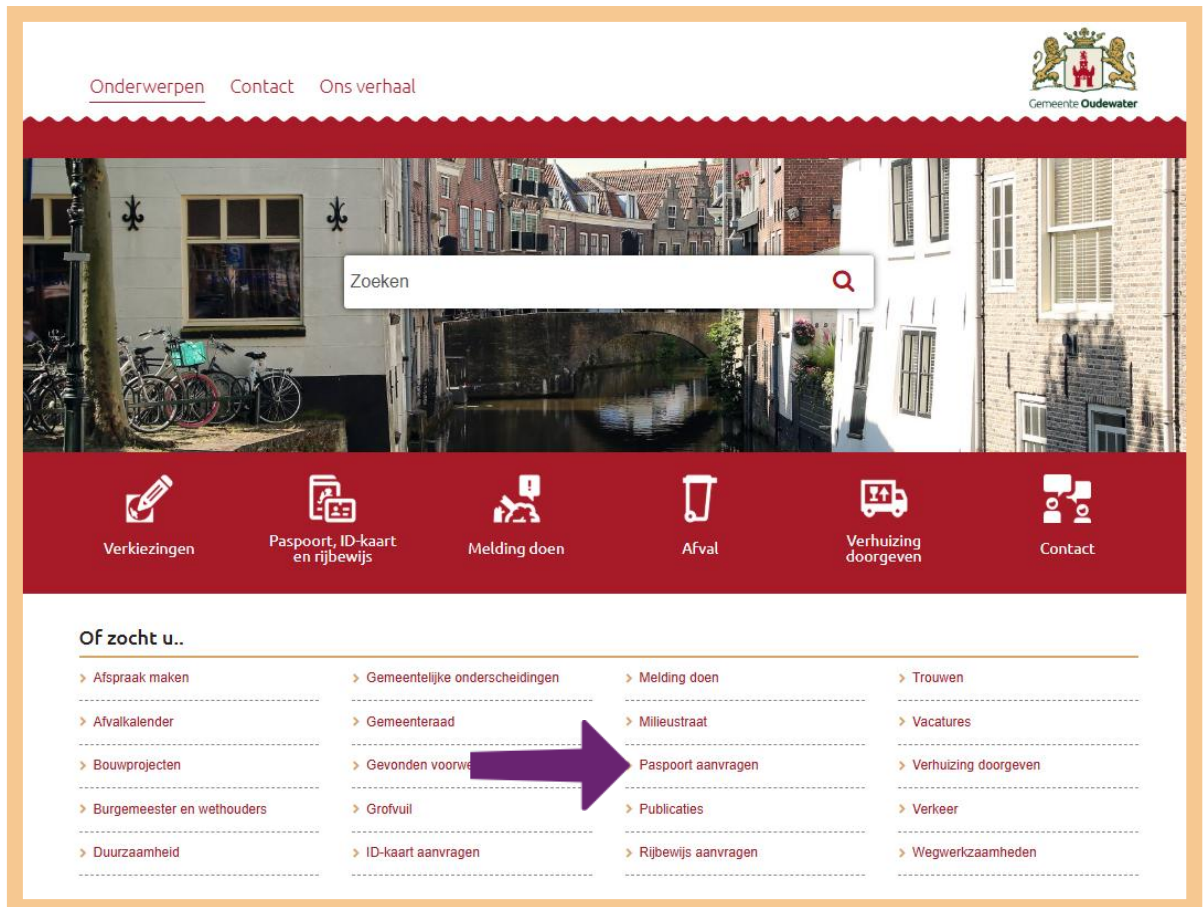 Onderwerpen Contact Ons verhaal
Gemeente Oudewater
Zoeken
Verkiezingen
Paspoort, ID-kaart
en rijbewijs
Melding doen
Afval
Verhuizing
doorgeven
Contact
Of zocht u..
Afspraak maken
Afvalkalender
Bouwprojecten
Burgemeester en wethouders
Duurzaamheid
Gemeentelijke onderscheidingen
Gemeenteraad
Gevonden
Grofvuil
ID-kaart aanvragen
Melding doen
Milieustraat
Paspoort aanvragen
Publicaties
Rijbewijs aanvragen
Trouwen
Vacatures
Verhuizing doorgeven
Verkeer
Wegwerkzaamheden